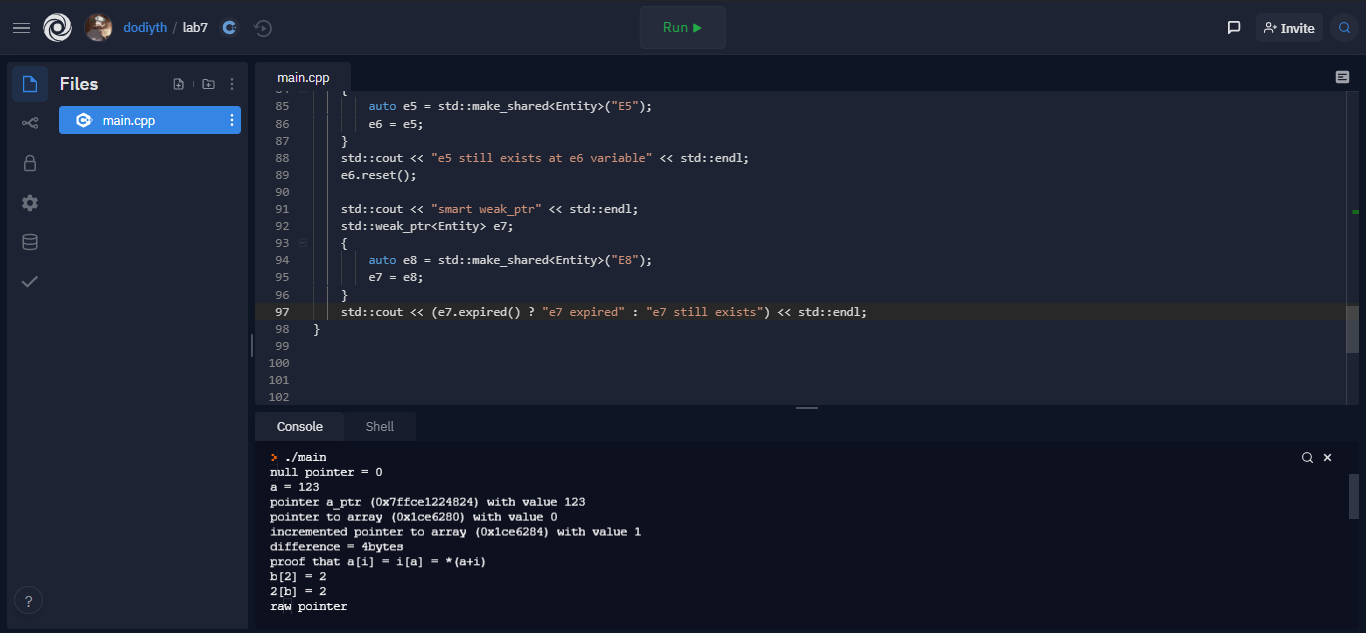 dodiyth / lab7
Run
Invite
Files
main.cpp
main.cpp
85 auto e5 = std::make_shared<Entity>("E5");
86 e6 = e5;
87 }
88 std::cout << "e5 still exists at e6 variable" << std::endl;
89 e6.reset();
90
91 std::cout << "smart weak_ptr" << std::endl;
92 std::weak_ptr<Entity> e7;
93 {
94 auto e8 = std::make_shared<Entity>("E8");
95 e7 = e8;
96 }
97 std::cout << (e7.expired() ? "e7 expired" : "e7 still exists") << std::endl;
98 }
99
100
101
102
Console Shell
> ./main
null pointer = 0
a = 123
pointer a_ptr (0x7ffce1224824) with value 123
pointer to array (0x1ce6280) with value 0
incremented pointer to array (0x1ce6284) with value 1
difference = 4bytes
proof that a[i] = i[a] = *(a+i)
b[2] = 2
2[b] = 2
raw pointer
?